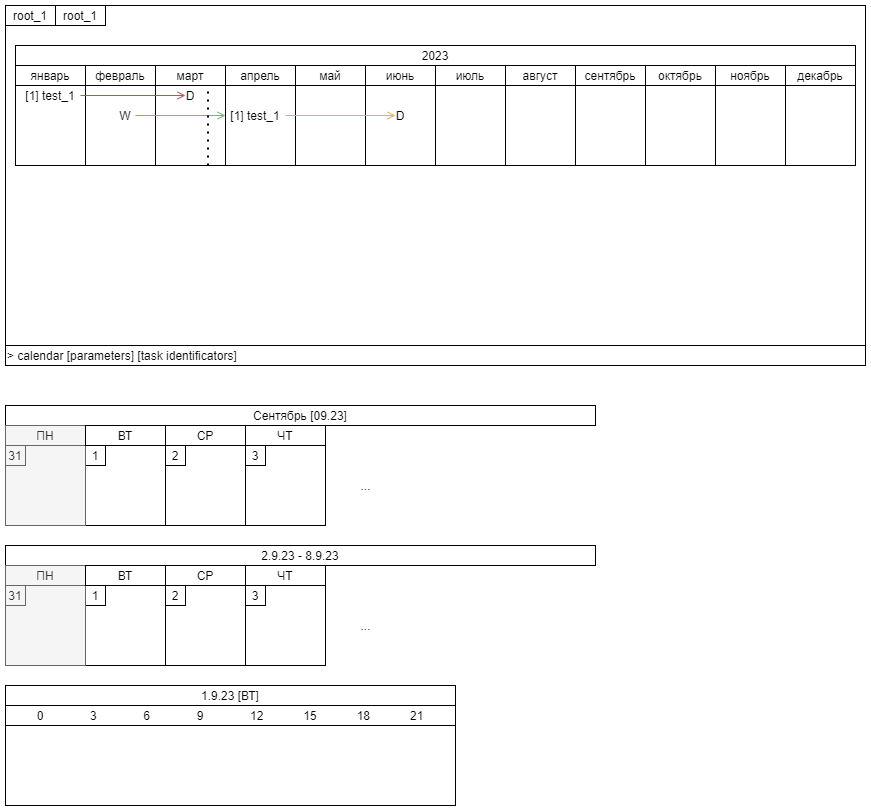 root_1 root_1
2023
январь февраль март апрель май июнь июль август сентябрь октябрь ноябрь декабрь
[1] test_1 D
W [1] test_1 D
> calendar [parameters] [task identificators]
Сентябрь [09.23]
ПН ВТ СР ЧТ
31 1 2 3
...
2.9.23 - 8.9.23
ПН ВТ СР ЧТ
31 1 2 3
...
1.9.23 [ВТ]
0 3 6 9 12 15 18 21